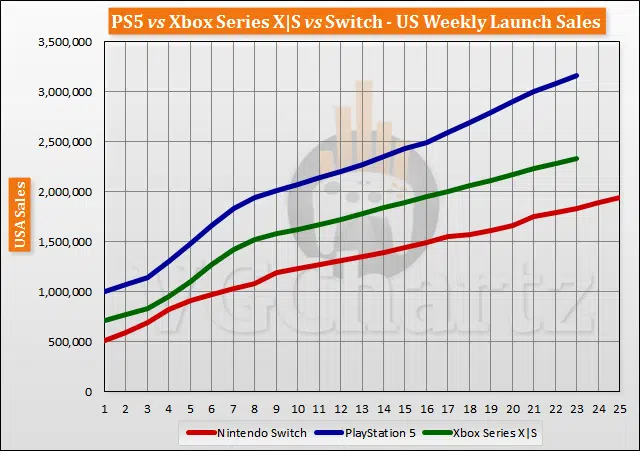 PS5 vs Xbox Series X|S vs Switch - US Weekly Launch Sales
3,500,000
3,000,000
2,500,000
2,000,000
1,500,000
1,000,000
500,000
0
USA Sales
VGChartz
1 2 3 4 5 6 7 8 9 10 11 12 13 14 15 16 17 18 19 20 21 22 23 24 25
Nintendo Switch PlayStation 5 Xbox Series X|S